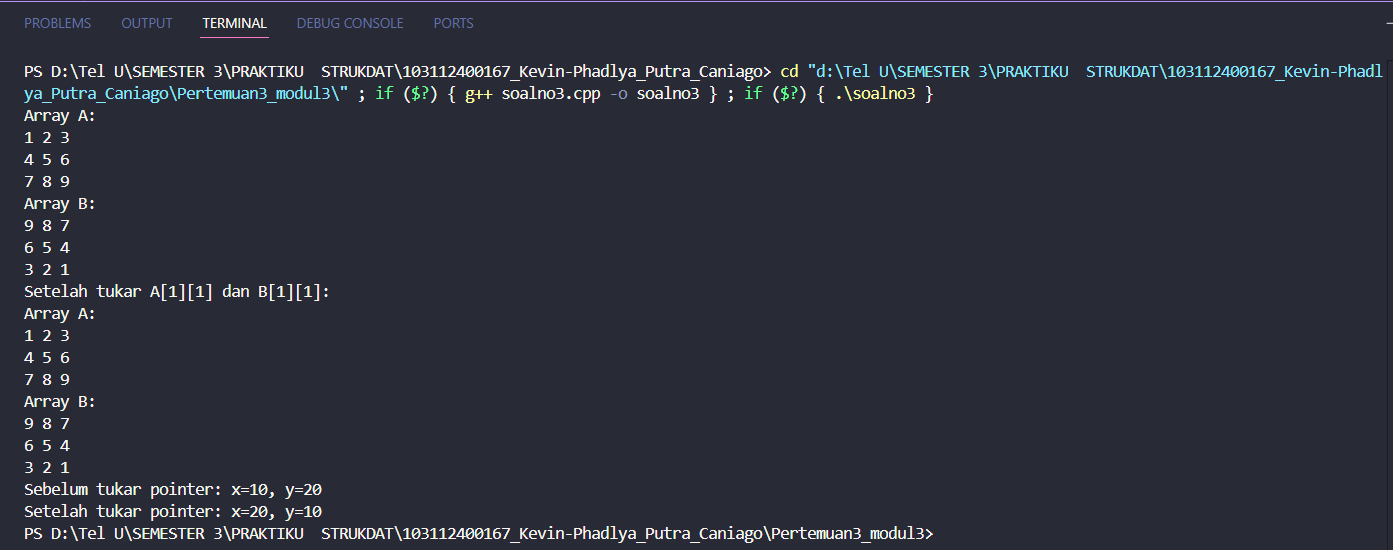 PROBLEMS OUTPUT TERMINAL DEBUG CONSOLE PORTS
PS D:\Tel U\SEMESTER 3\PRAKTIKU  STRUKDAT\103112400167_Kevin-Phadlya_Putra_Caniago> cd "d:\Tel U\SEMESTER 3\PRAKTIKU  STRUKDAT\103112400167_Kevin-Phadl
ya_Putra_Caniago\Pertemuan3_modul3\" ; if ($?) { g++ soalno3.cpp -o soalno3 } ; if ($?) { .\soalno3 }
Array A:
1 2 3
4 5 6
7 8 9
Array B:
9 8 7
6 5 4
3 2 1
Setelah tukar A[1][1] dan B[1][1]:
Array A:
1 2 3
4 5 6
7 8 9
Array B:
9 8 7
6 5 4
3 2 1
Sebelum tukar pointer: x=10, y=20
Setelah tukar pointer: x=20, y=10
PS D:\Tel U\SEMESTER 3\PRAKTIKU  STRUKDAT\103112400167_Kevin-Phadlya_Putra_Caniago\Pertemuan3_modul3>